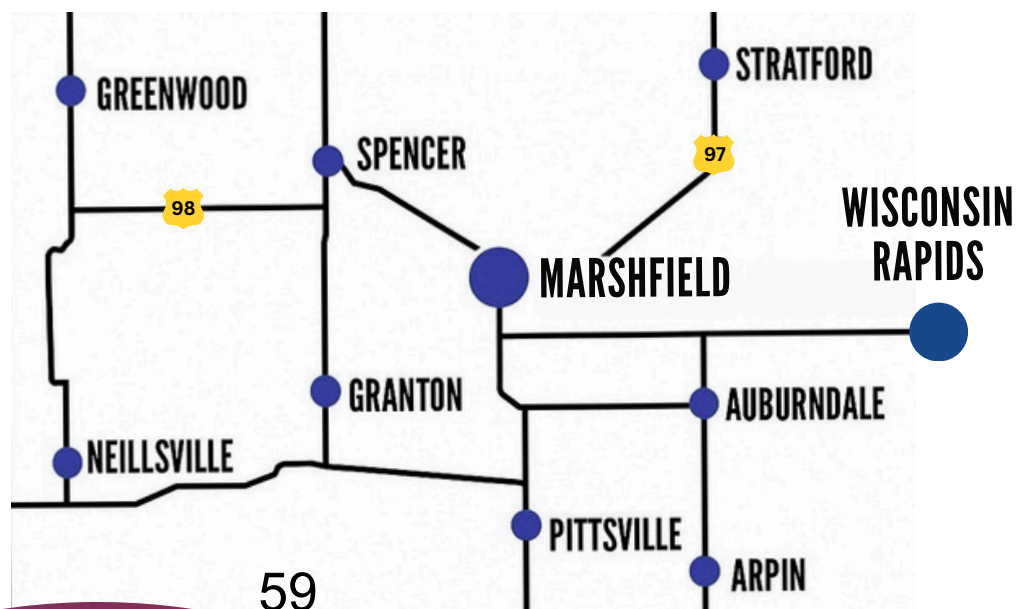 STRATFORD
GREENWOOD
SPENCER
97
98
WISCONSIN
RAPIDS
MARSHFIELD
GRANTON
AUBURNDALE
NEILLSVILLE
PITTSVILLE
ARPIN
59